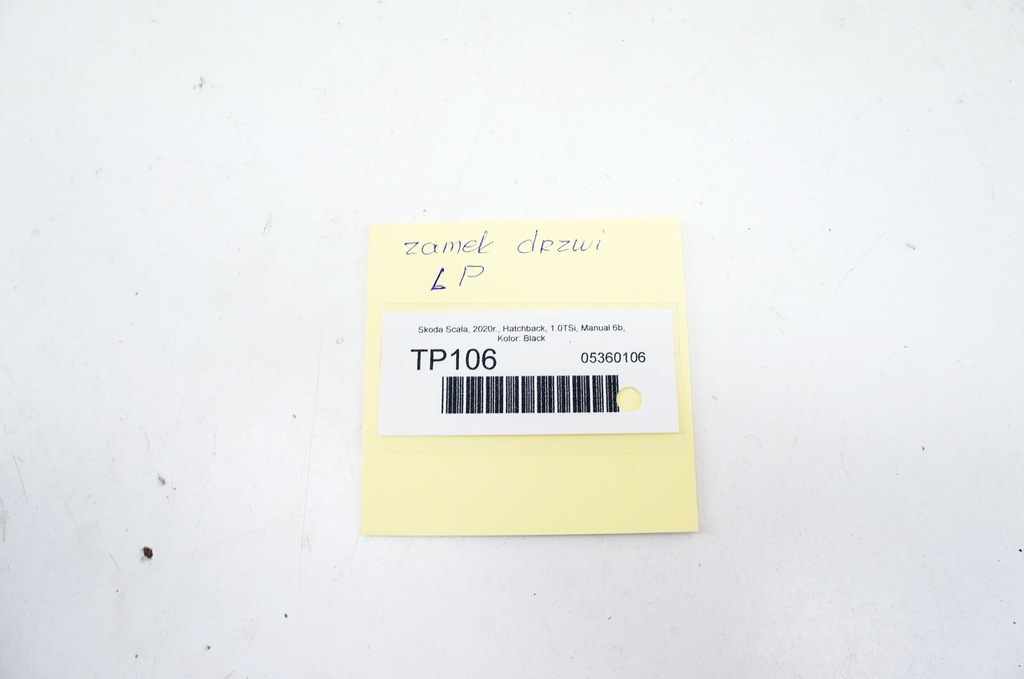 zamek drzwi
LP
Skoda Scala, 2020r., Hatchback, 1.0TSi, Manual 6b,
Kolor: Black
TP106 05360106